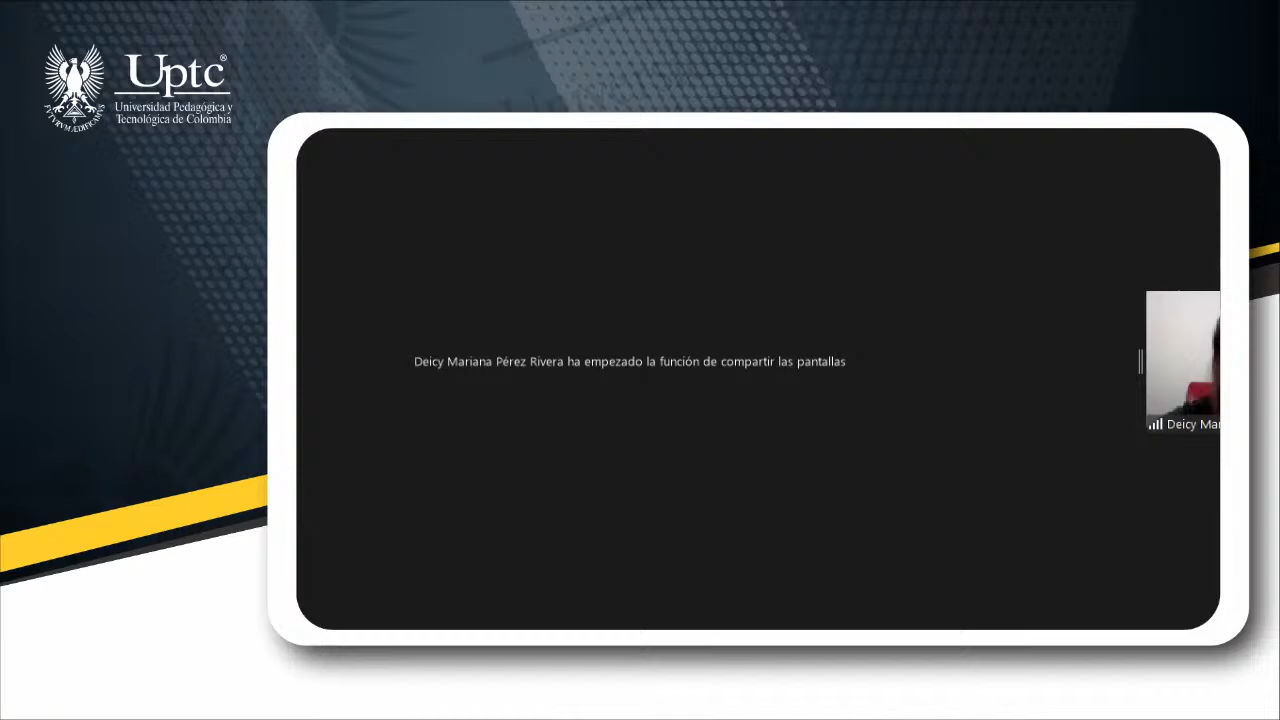 Uptc®
Universidad Pedagógica y
Tecnológica de Colombia
Deicy Mariana Pérez Rivera ha empezado la función de compartir las pantallas
Deicy Mar